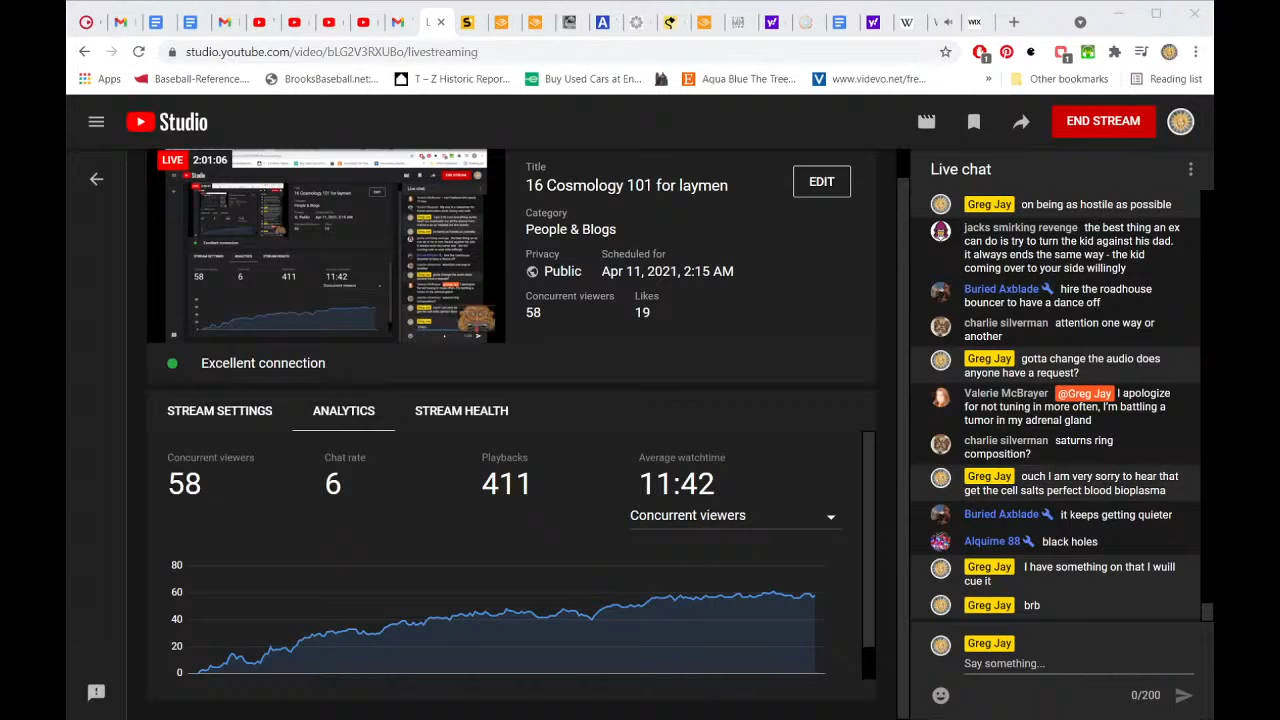 studio.youtube.com/video/bLG2V3RXUBo/livestreaming
Apps
Baseball-Reference....
BrooksBaseball.net:...
T – Z Historic Repor...
Buy Used Cars at En...
Aqua Blue The Tree...
www.videvo.net/fre...
»
Other bookmarks
Reading list
Studio
END STREAM
LIVE 2:01:06
Title
16 Cosmology 101 for laymen
EDIT
Category
People & Blogs
Privacy
Scheduled for
Public
Apr 11, 2021, 2:15 AM
Concurrent viewers
Likes
58
19
Excellent connection
STREAM SETTINGS
ANALYTICS
STREAM HEALTH
Concurrent viewers
Chat rate
Playbacks
Average watchtime
58
6
411
11:42
Concurrent viewers
80
60
40
20
0
Live chat
Greg Jay on being as hostile as possible
jacks smirking revenge the best thing max
can do is try to turn the kid against his dad.
it always ends the same way - the kid
coming over to your side willingly
Buried Axblade hire the roadhouse
bouncer to have a dance off
charlie silverman attention one way or
another
Greg Jay gotta change the audio does
anyone have a request?
Valerie McBrayer @Greg Jay I apologize
for not tuning in more often, I'm battling a
tumor in my adrenal gland
charlie silverman saturns ring
composition?
Greg Jay ouch I am very sorry to hear that
get the cell salts perfect blood bioplasma
Buried Axblade it keeps getting quieter
Alquime 88 black holes
Greg Jay I have something on that I wuill
cue it
Greg Jay brb
Greg Jay
Say something...
0/200